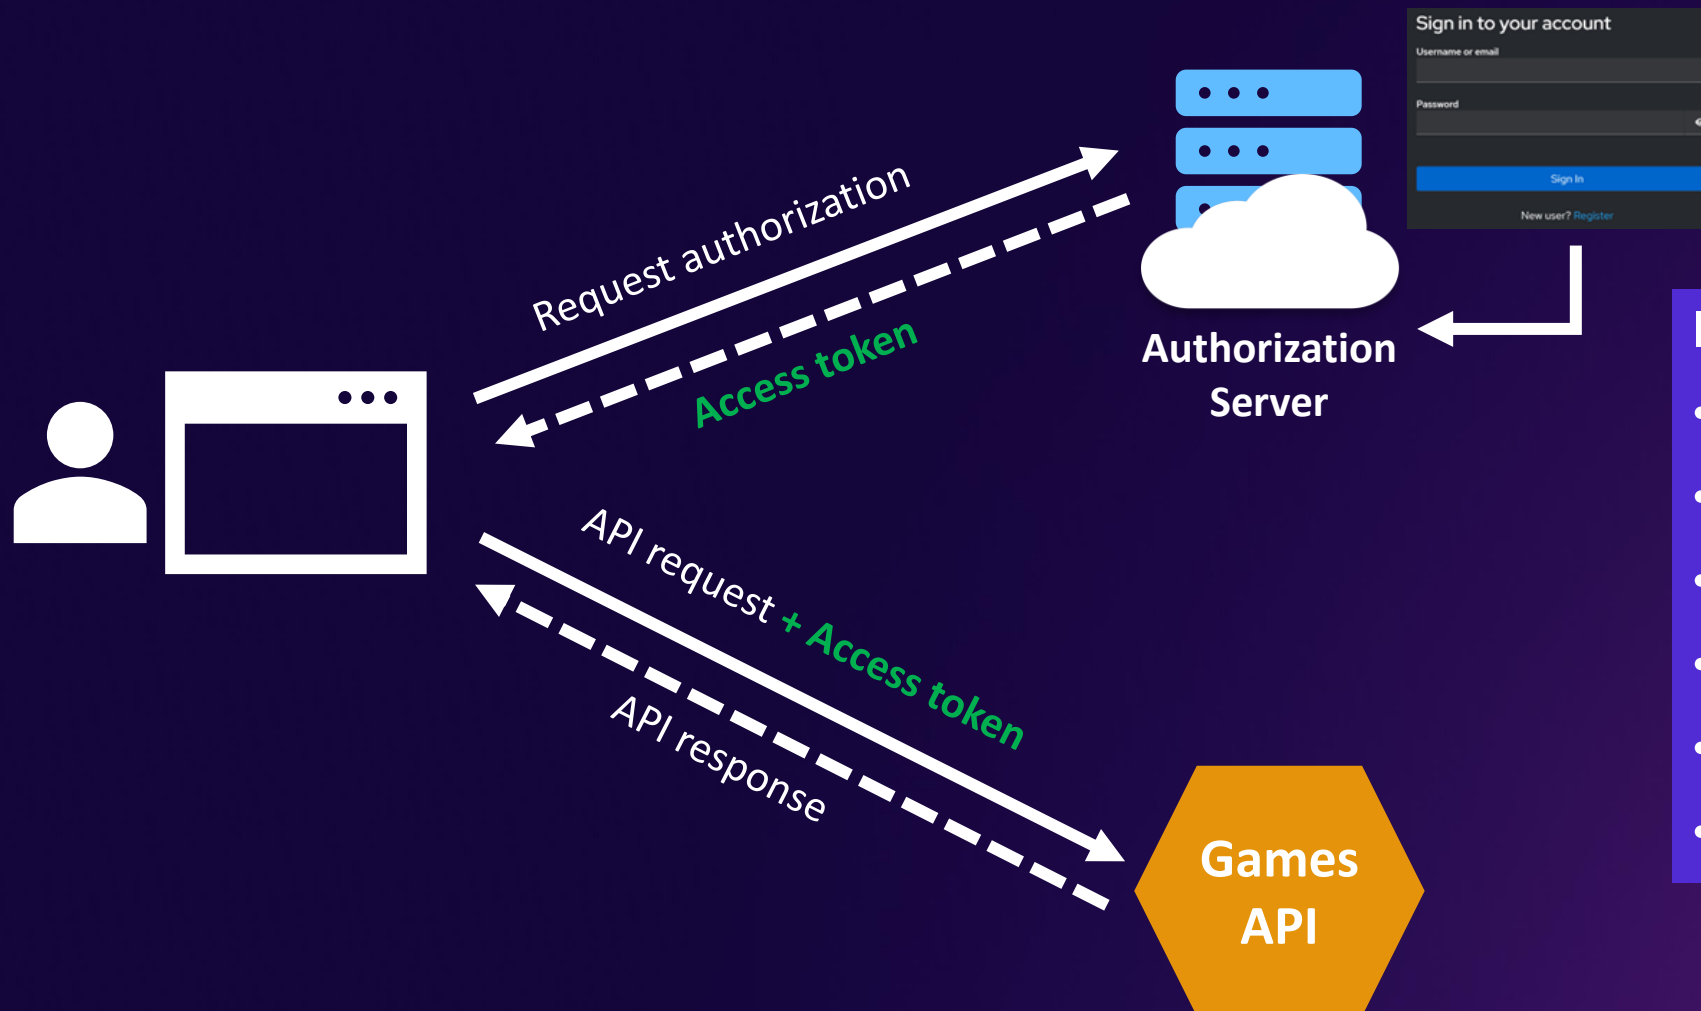 Sign in to your account
Username or email
Password
Sign In
New user? Register
Request authorization
Access token
Authorization
Server
API request + Access token
API response
Games
API